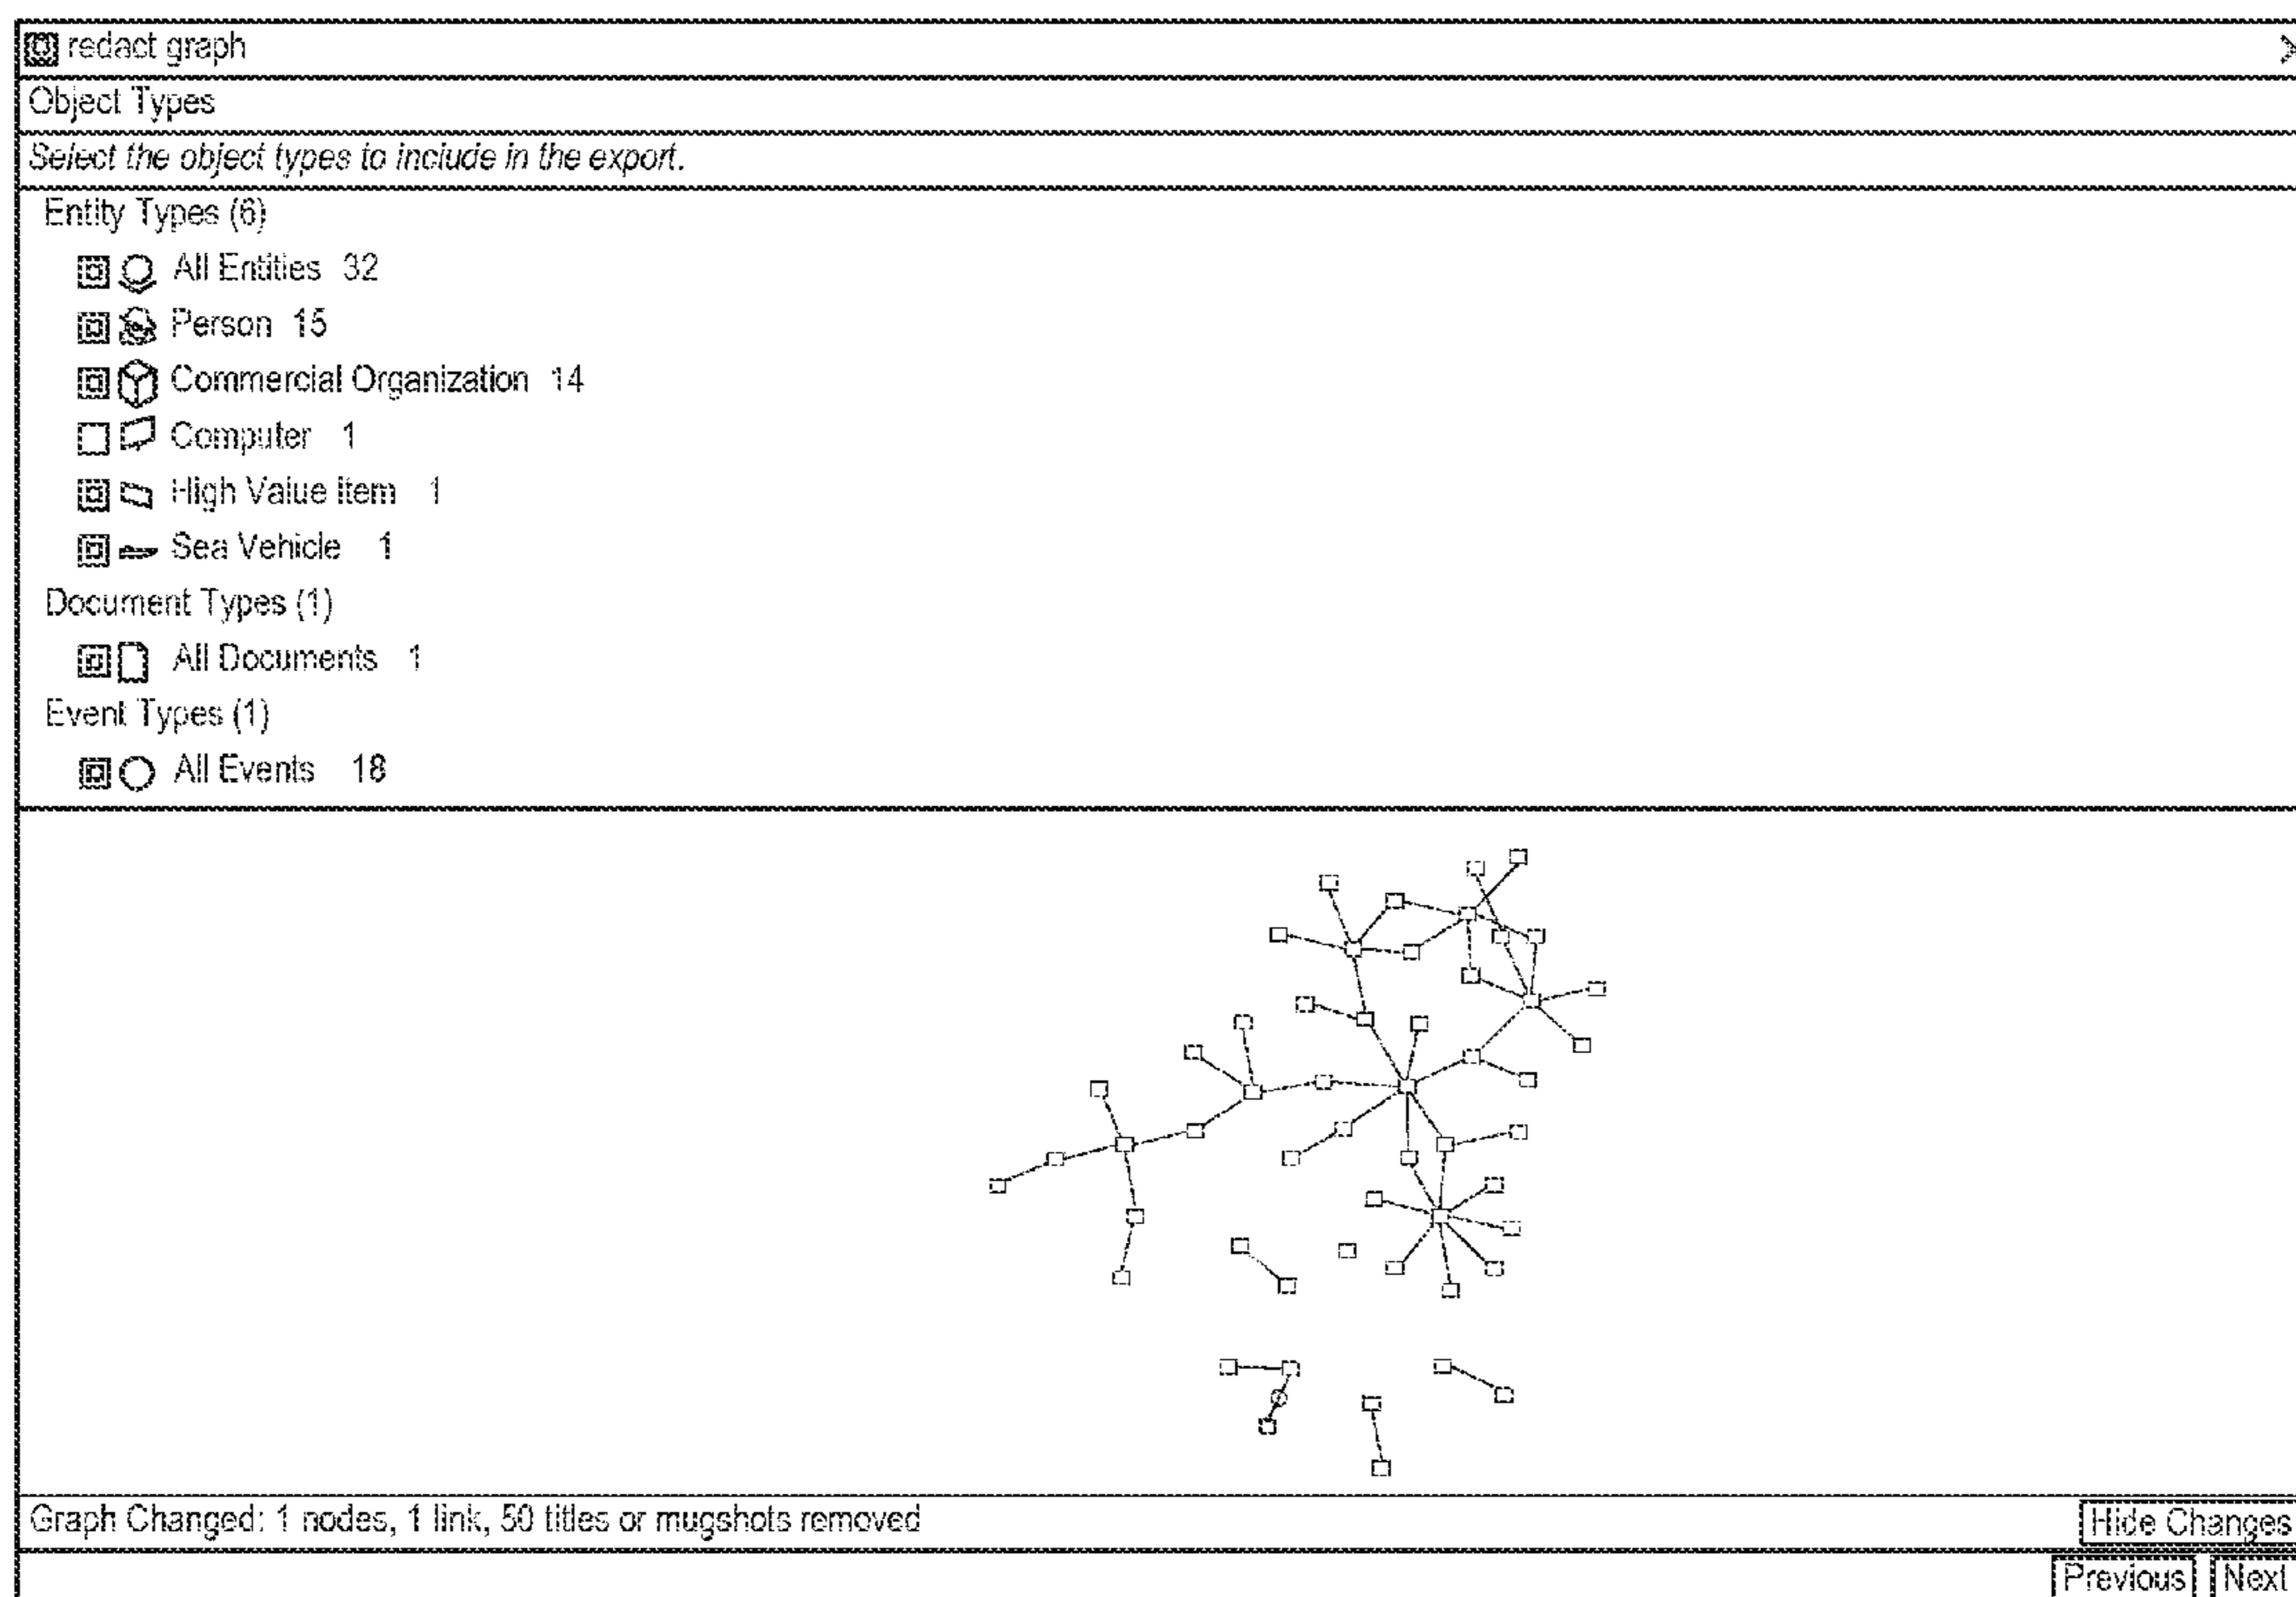 redact graph
Object Types
Select the object types to include in the export.
Entity Types (6)
All Entities 32
Person 15
Commercial Organization 14
Computer 1
High Value Item 1
Sea Vehicle 1
Document Types (1)
All Documents 1
Event Types (1)
All Events 18
Graph Changed: 1 nodes, 1 link, 50 titles or mugshots removed
Hide Changes
Previous Next